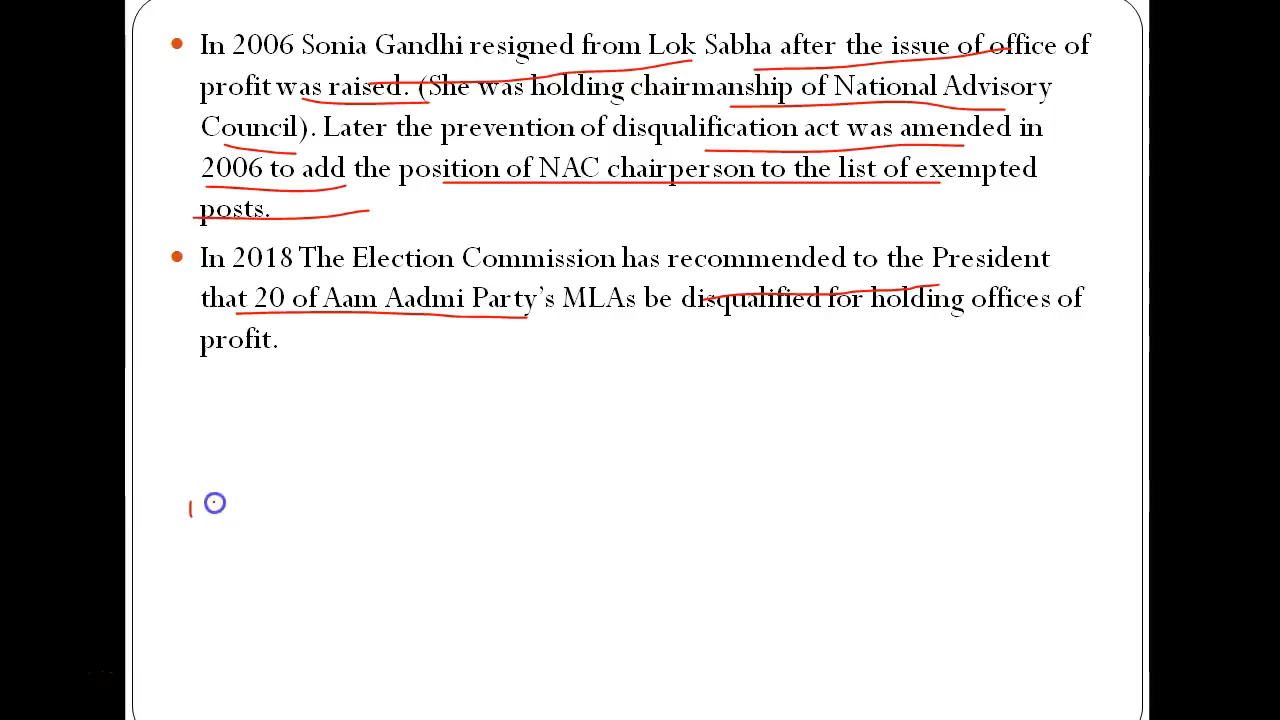 • In 2006 Sonia Gandhi resigned from Lok Sabha after the issue of office of
profit was raised. (She was holding chairmanship of National Advisory
Council). Later the prevention of disqualification act was amended in
2006 to add the position of NAC chairperson to the list of exempted
posts.
• In 2018 The Election Commission has recommended to the President
that 20 of Aam Aadmi Party’s MLAs be disqualified for holding offices of
profit.